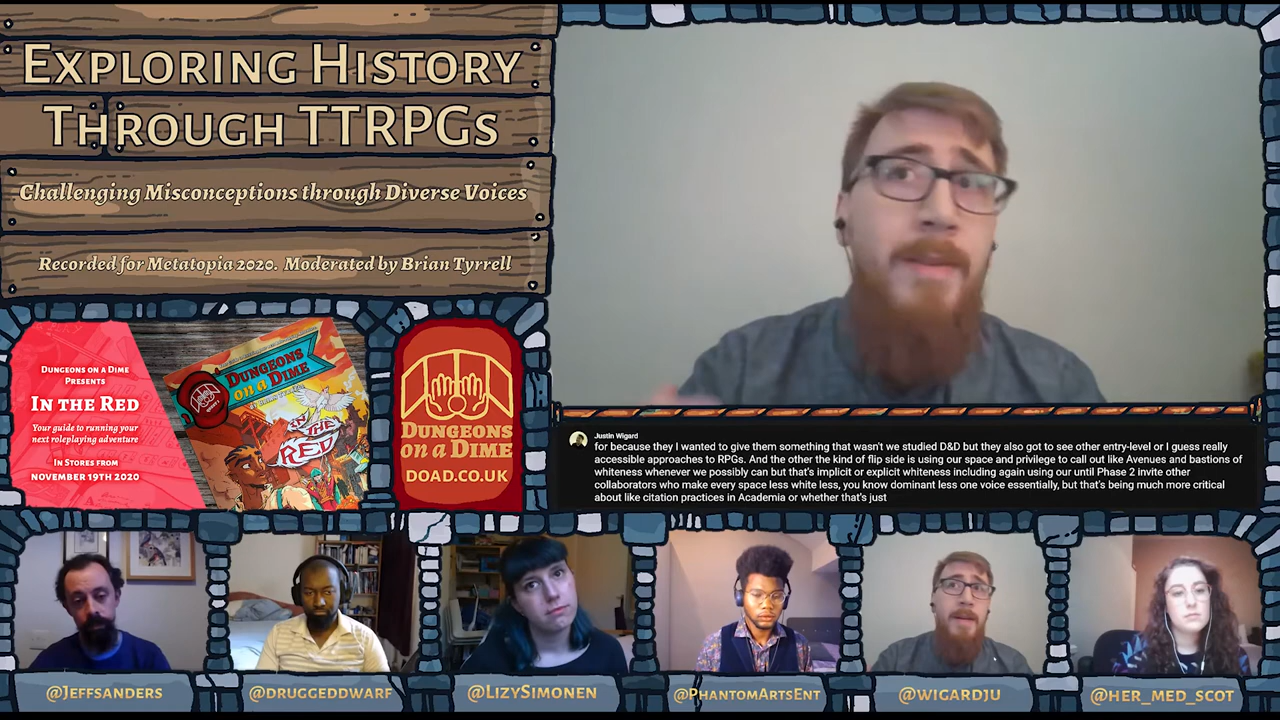 Exploring History
Through TTRPGs
Challenging Misconceptions through Diverse Voices
Recorded for Metatopia 2020. Moderated by Brian Tyrrell
Dungeons on a Dime
Presents
In the Red
Your guide to running your
next roleplaying adventure
In Stores from
November 19th 2020
Dungeons
on a Dime
In the
Red
Dungeons
on a Dime
DOAD.CO.UK
Justin Wigard
for because they I wanted to give them something that wasn't we studied D&D but they also got to see other entry-level or I guess really
accessible approaches to RPGs. And the other the kind of flip side is using our space and privilege to call out like Avenues and bastions of
whiteness whenever we possibly can but that's implicit or explicit whiteness including again using our until Phase 2 invite other
collaborators who make every space less white less, you know dominant less one voice essentially, but that's being much more critical
about like citation practices in Academia or whether that's just
@Jeffsanders
@druggeddwarf
@LizySimonen
@PhantomArtsEnt
@wigardju
@her_med_scot